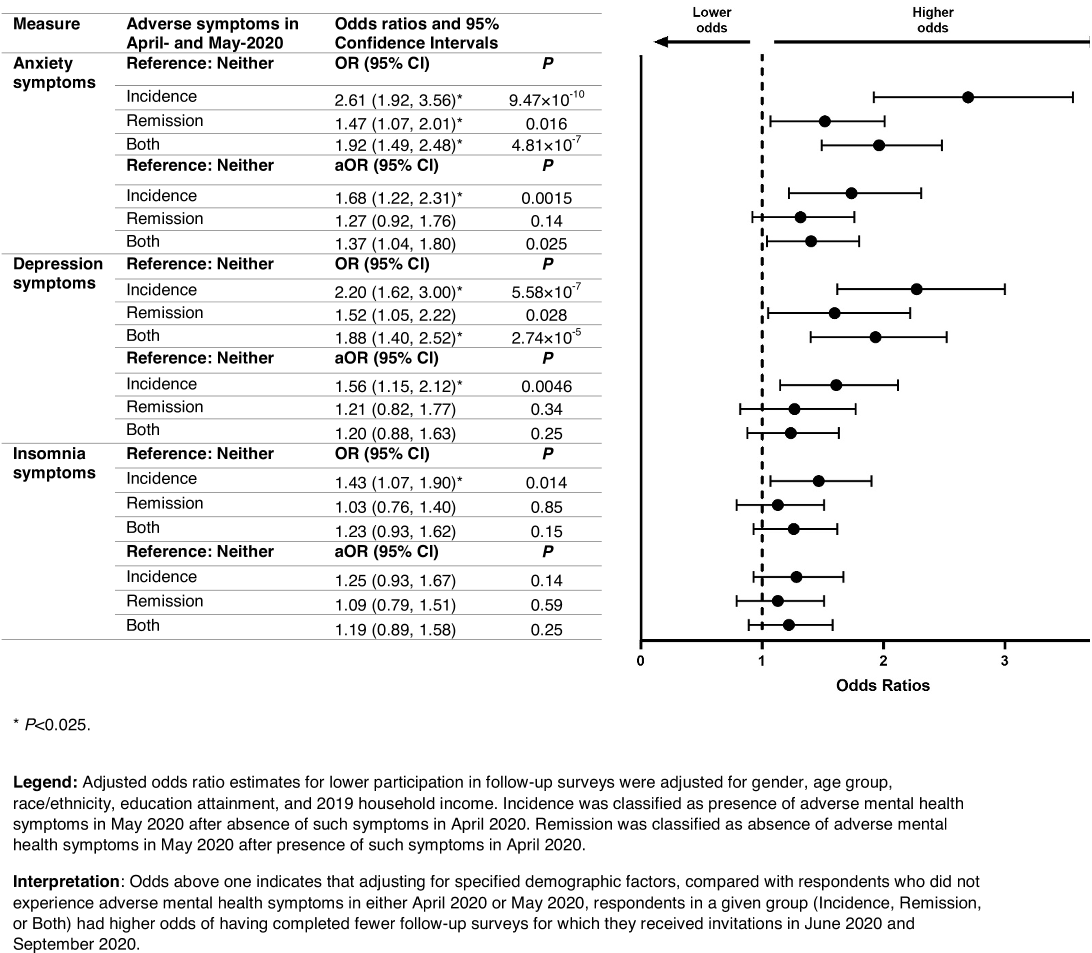 Measure Adverse symptoms in April- and May-2020 Odds ratios and 95% Confidence Intervals
Anxiety symptoms Reference: Neither OR (95% CI) P
Incidence 2.61 (1.92, 3.56)* 9.47×10-10
Remission 1.47 (1.07, 2.01)* 0.016
Both 1.92 (1.49, 2.48)* 4.81×10-7
Reference: Neither aOR (95% CI) P
Incidence 1.68 (1.22, 2.31)* 0.0015
Remission 1.27 (0.92, 1.76) 0.14
Both 1.37 (1.04, 1.80) 0.025
Depression symptoms Reference: Neither OR (95% CI) P
Incidence 2.20 (1.62, 3.00)* 5.58×10-7
Remission 1.52 (1.05, 2.22) 0.028
Both 1.88 (1.40, 2.52)* 2.74×10-5
Reference: Neither aOR (95% CI) P
Incidence 1.56 (1.15, 2.12)* 0.0046
Remission 1.21 (0.82, 1.77) 0.34
Both 1.20 (0.88, 1.63) 0.25
Insomnia symptoms Reference: Neither OR (95% CI) P
Incidence 1.43 (1.07, 1.90)* 0.014
Remission 1.03 (0.76, 1.40) 0.85
Both 1.23 (0.93, 1.62) 0.15
Reference: Neither aOR (95% CI) P
Incidence 1.25 (0.93, 1.67) 0.14
Remission 1.09 (0.79, 1.51) 0.59
Both 1.19 (0.89, 1.58) 0.25
Lower odds
Higher odds
0 1 2 3
Odds Ratios
* P<0.025.
Legend: Adjusted odds ratio estimates for lower participation in follow-up surveys were adjusted for gender, age group,
race/ethnicity, education attainment, and 2019 household income. Incidence was classified as presence of adverse mental health
symptoms in May 2020 after absence of such symptoms in April 2020. Remission was classified as absence of adverse mental
health symptoms in May 2020 after presence of such symptoms in April 2020.
Interpretation: Odds above one indicates that adjusting for specified demographic factors, compared with respondents who did not
experience adverse mental health symptoms in either April 2020 or May 2020, respondents in a given group (Incidence, Remission,
or Both) had higher odds of having completed fewer follow-up surveys for which they received invitations in June 2020 and
September 2020.